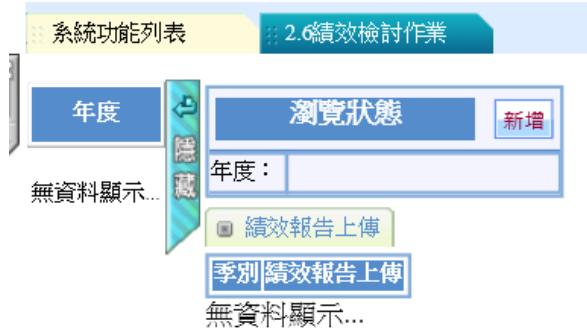 系統功能列表
2.6績效檢討作業
年度
隱藏
無資料顯示...
瀏覽狀態
新增
年度：
績效報告上傳
季別 績效報告上傳
無資料顯示...